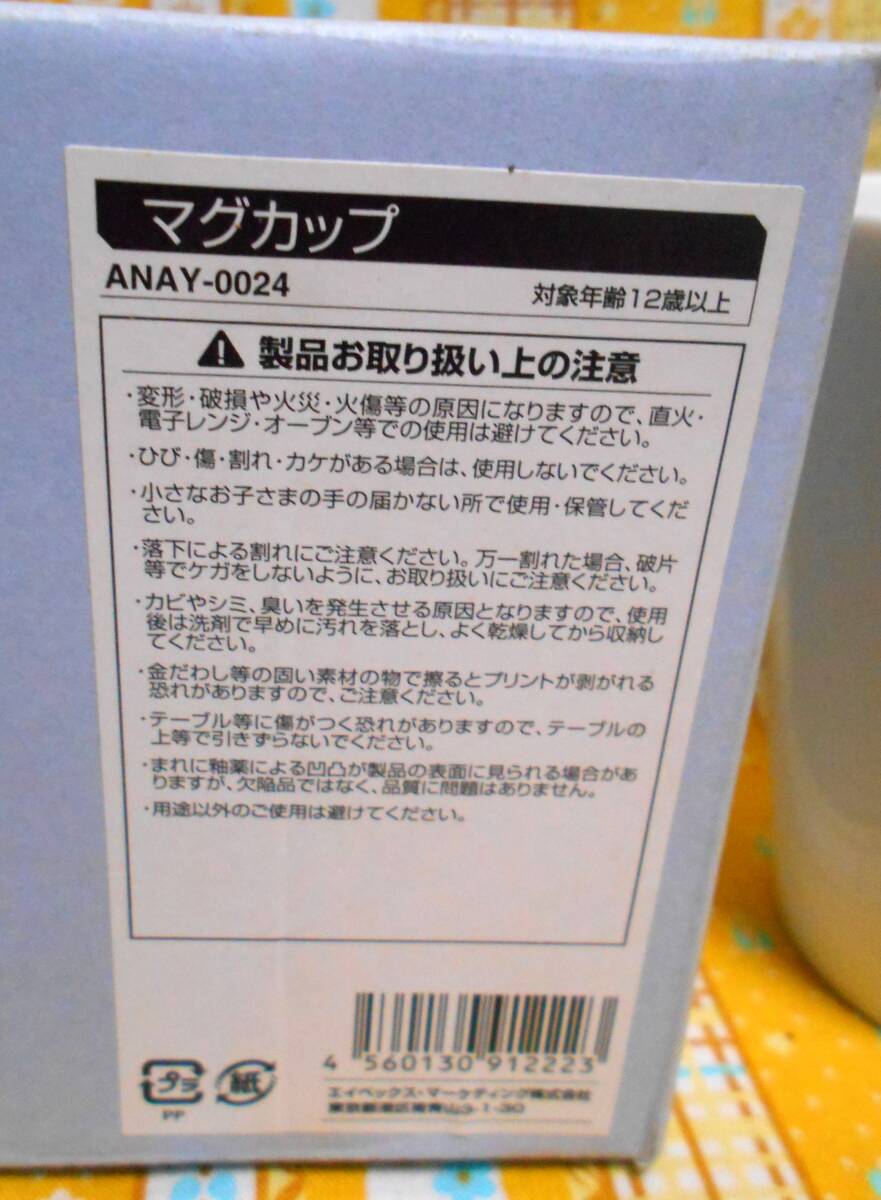 マグカップ
ANAY-0024
対象年齢12歳以上
製品お取り扱い上の注意
・変形・破損や火災・火傷等の原因になりますので、直火・
電子レンジ・オーブン等での使用は避けてください。
・ひび・傷・割れ・カケがある場合は、使用しないでください。
・小さなお子さまの手の届かない所で使用・保管してくだ
さい。
・落下による割れにご注意ください。万一割れた場合、破片
等でケガをしないように、お取り扱いにご注意ください。
・カビやシミ、臭いを発生させる原因となりますので、使用
後は洗剤で早めに汚れを落とし、よく乾燥してから収納し
てください。
・金だわし等の固い素材の物で擦るとプリントが剥がれる
恐れがありますので、ご注意ください。
・テーブル等に傷がつく恐れがありますので、テーブルの
上等で引きずらないでください。
・まれに釉薬による凹凸が製品の表面に見られる場合があ
りますが、欠陥品ではなく、品質に問題はありません。
・用途以外のご使用は避けてください。
4 560130 912223
プラ
PP
紙
エイベックス・マーケティング株式会社
東京都港区南青山3-1-30